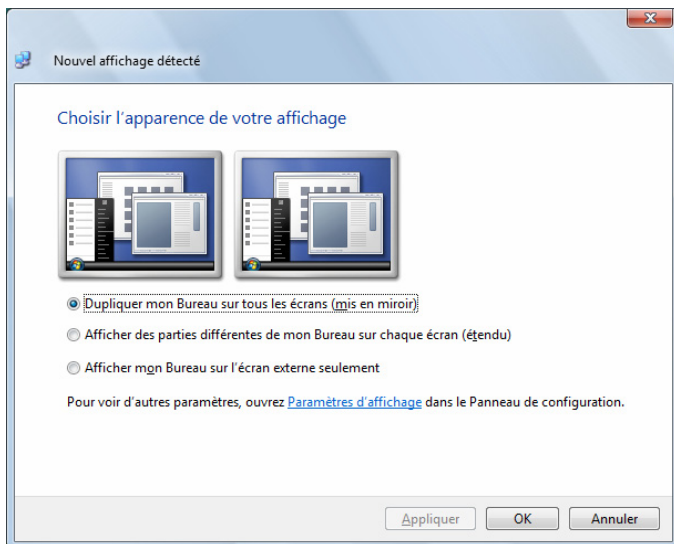 Nouvel affichage détecté
Choisir l'apparence de votre affichage
Dupliquer mon Bureau sur tous les écrans (mis en miroir)
Afficher des parties différentes de mon Bureau sur chaque écran (étendu)
Afficher mon Bureau sur l'écran externe seulement
Pour voir d'autres paramètres, ouvrez Paramètres d'affichage dans le Panneau de configuration.
Appliquer OK Annuler